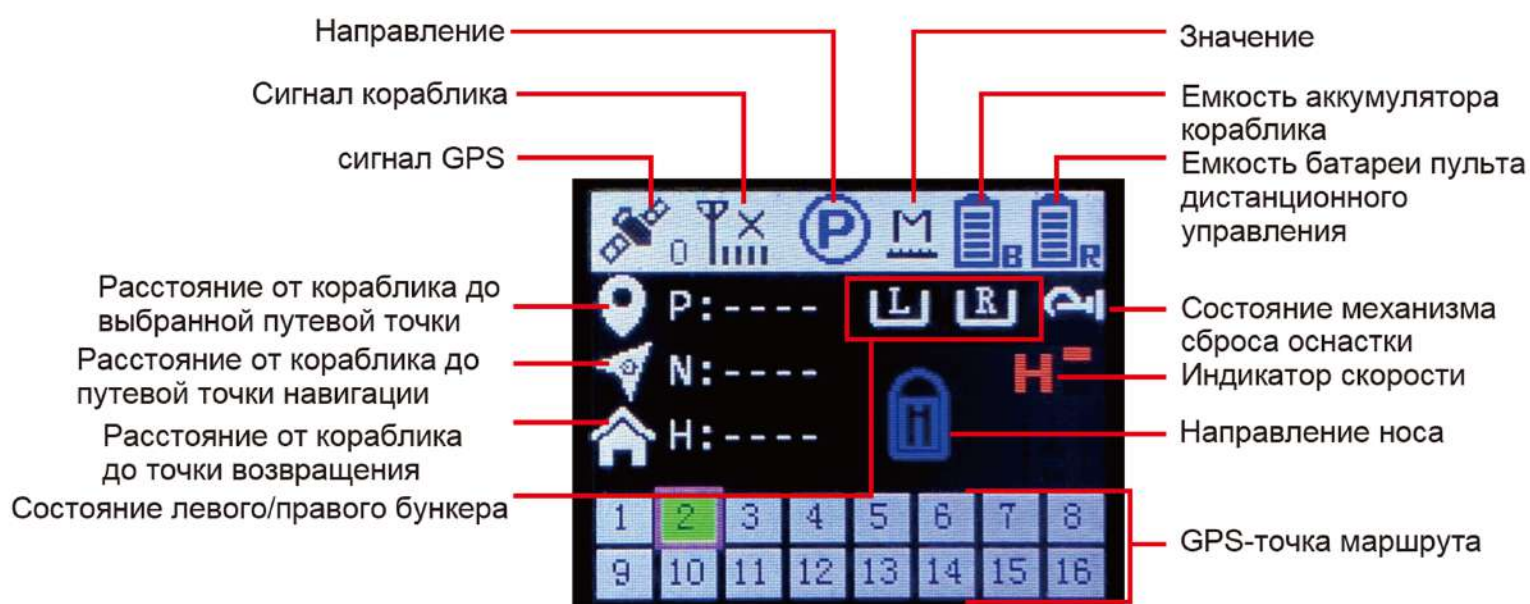 Направление
Значение
Сигнал кораблика
Емкость аккумулятора
кораблика
сигнал GPS
Емкость батареи пульта
дистанционного
управления
0
P
M
B
R
Расстояние от кораблика до
выбранной путевой точки
P:----
L
R
Состояние механизма
сброса оснастки
Расстояние от кораблика до
путевой точки навигации
N:----
H
Индикатор скорости
Расстояние от кораблика
до точки возвращения
H:----
H
Направление носа
Состояние левого/правого бункера
1 2 3 4 5 6 7 8
9 10 11 12 13 14 15 16
GPS-точка маршрута